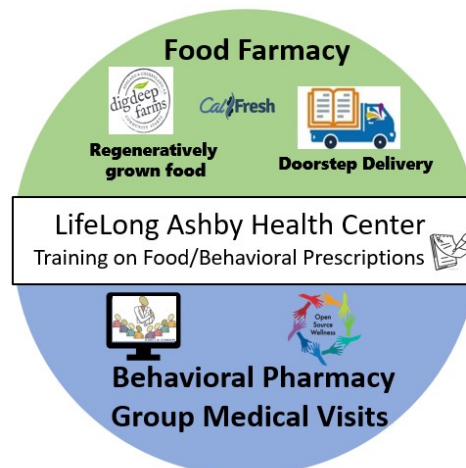 Food Farmacy
dig deep
farms
CalFresh
Regeneratively
grown food
Doorstep Delivery
LifeLong Ashby Health Center
Training on Food/Behavioral Prescriptions
Open
Source
Wellness
Behavioral Pharmacy
Group Medical Visits